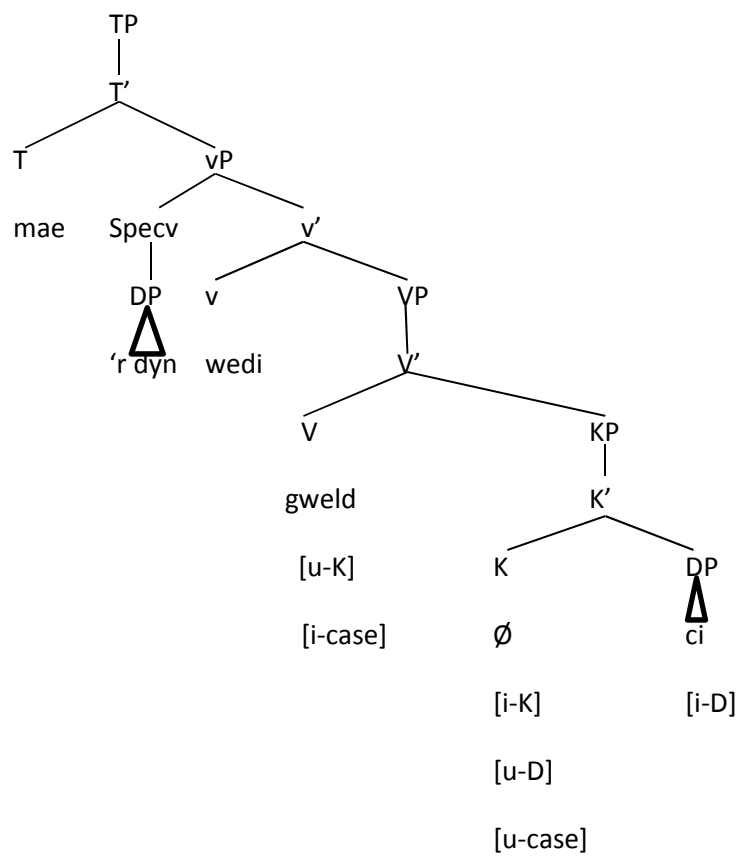 TP
T’
T vP
mae Specv v’
DP v VP
‘r dyn wedi V’
V KP
gweld K’
[u-K] K DP
[i-case] Ø ci
[i-K] [i-D]
[u-D]
[u-case]